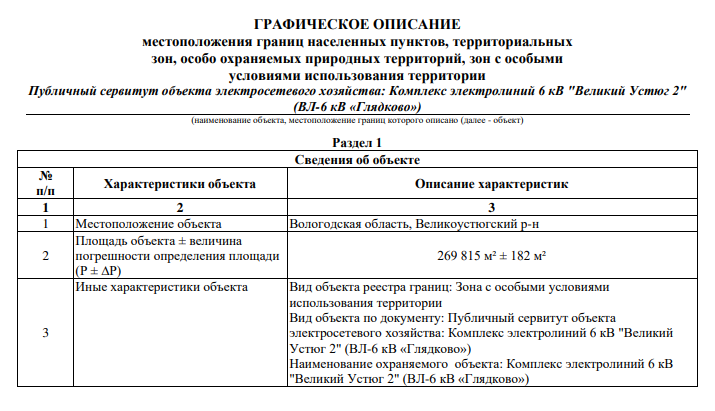 ГРАФИЧЕСКОЕ ОПИСАНИЕ
местоположения границ населенных пунктов, территориальных
зон, особо охраняемых природных территорий, зон с особыми
условиями использования территории
Публичный сервитут объекта электросетевого хозяйства: Комплекс электролиний 6 кВ "Великий Устюг 2"
(ВЛ-6 кВ «Глядково»)
(наименование объекта, местоположение границ которого описано (далее - объект)
Раздел 1
Сведения об объекте
№
п/п
Характеристики объекта
Описание характеристик
1
2
3
1
Местоположение объекта
Вологодская область, Великоустюгский р-н
2
Площадь объекта ± величина
погрешности определения площади
(P ± ∆P)
269 815 м² ± 182 м²
3
Иные характеристики объекта
Вид объекта реестра границ: Зона с особыми условиями
использования территории
Вид объекта по документу: Публичный сервитут объекта
электросетевого хозяйства: Комплекс электролиний 6 кВ "Великий
Устюг 2" (ВЛ-6 кВ «Глядково»)
Наименование охраняемого объекта: Комплекс электролиний 6 кВ
"Великий Устюг 2" (ВЛ-6 кВ «Глядково»)